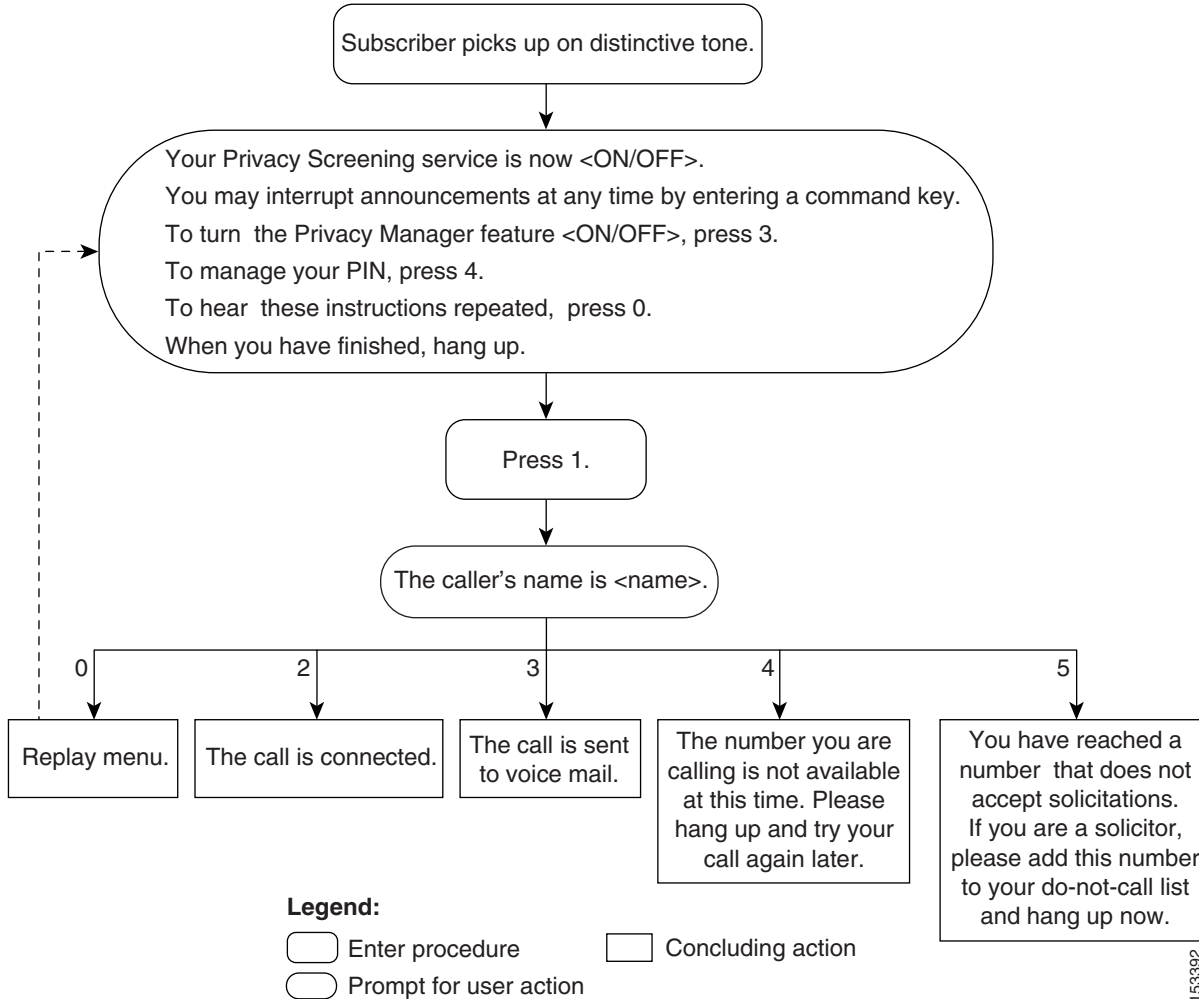 Subscriber picks up on distinctive tone.
Your Privacy Screening service is now <ON/OFF>.
You may interrupt announcements at any time by entering a command key.
To turn the Privacy Manager feature <ON/OFF>, press 3.
To manage your PIN, press 4.
To hear these instructions repeated, press 0.
When you have finished, hang up.
Press 1.
The caller's name is <name>.
0
2
3
4
5
Replay menu.
The call is connected.
The call is sent
to voice mail.
The number you are
calling is not available
at this time. Please
hang up and try your
call again later.
You have reached a
number that does not
accept solicitations.
If you are a solicitor,
please add this number
to your do-not-call list
and hang up now.
Legend:
Enter procedure
Concluding action
Prompt for user action
153392